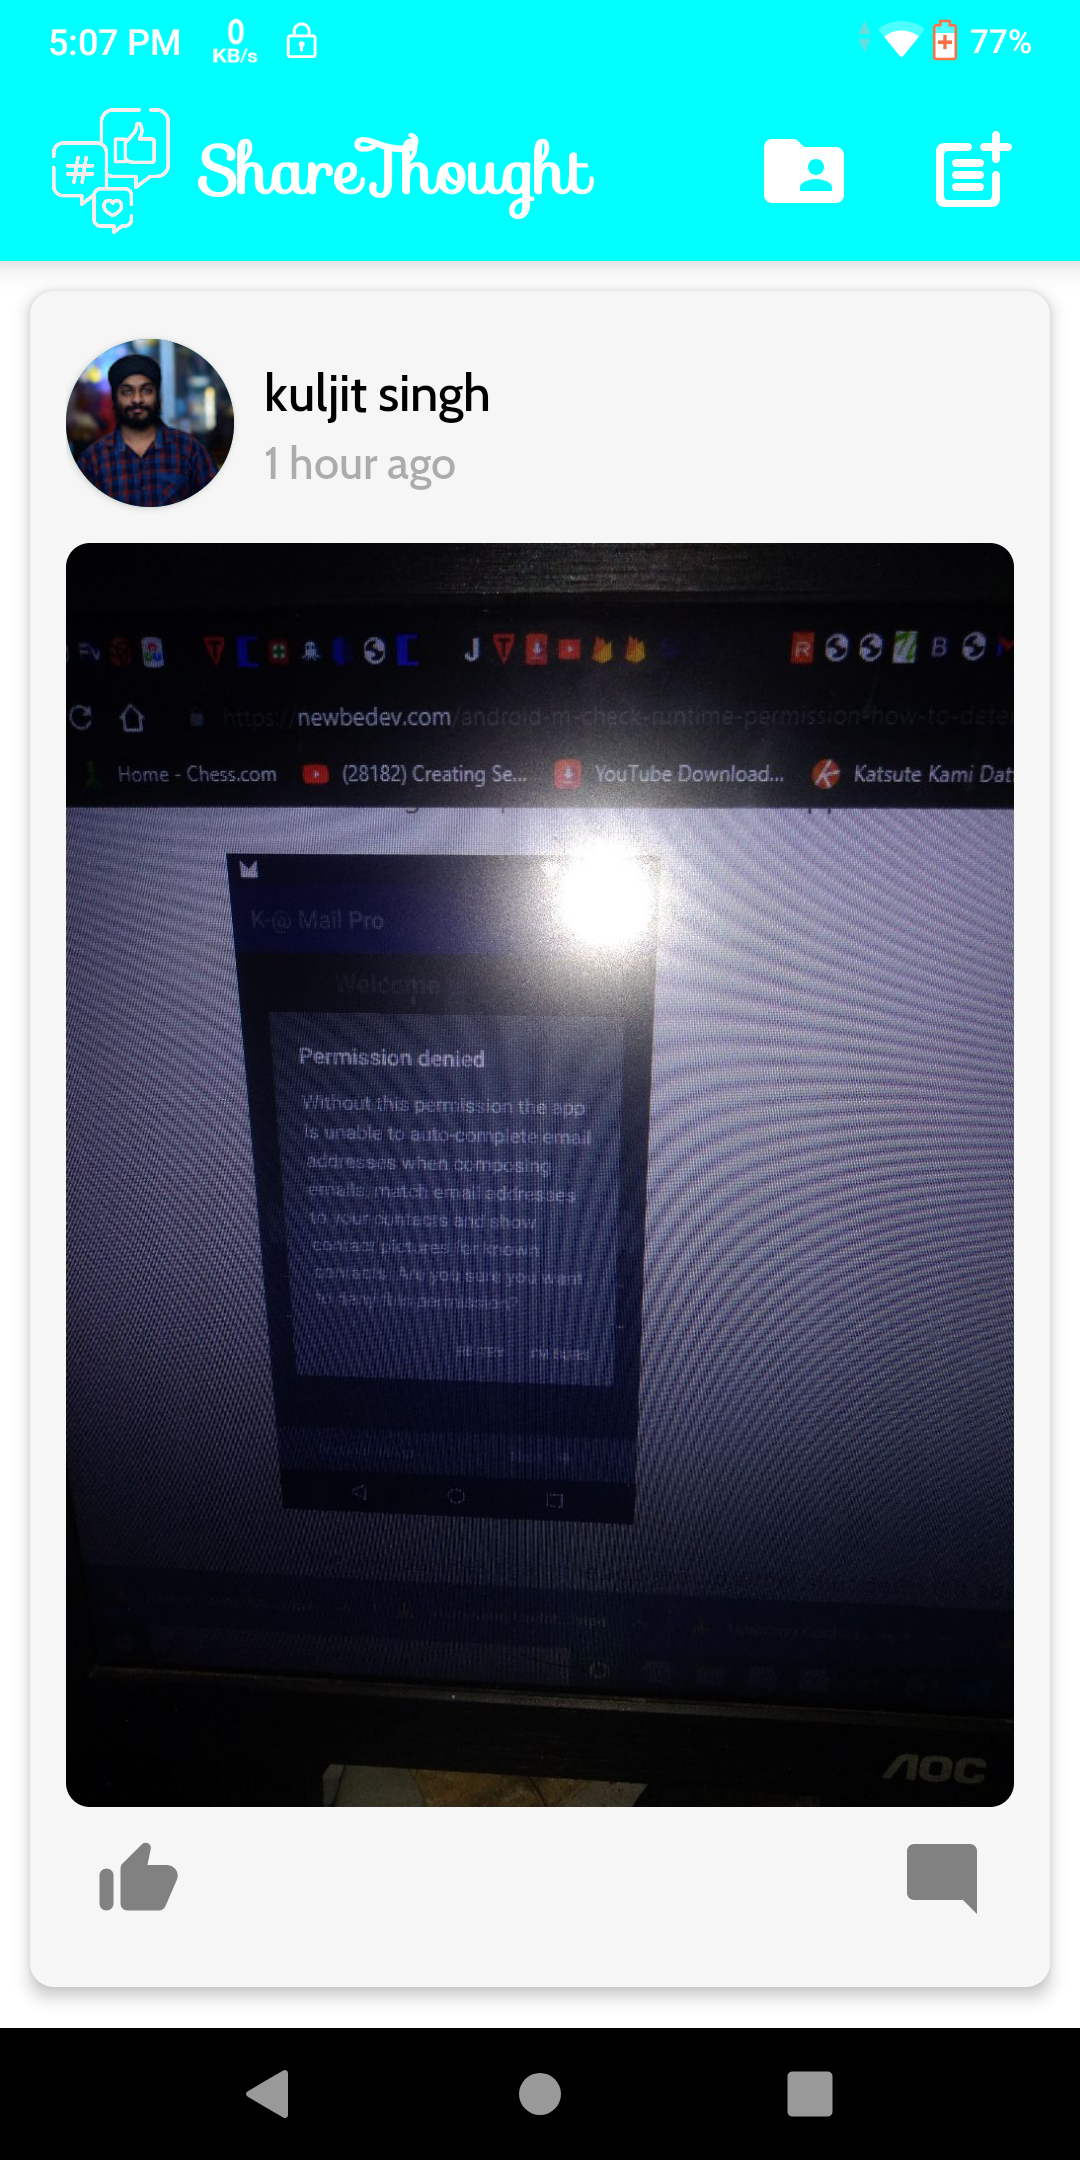 5:07 PM 0 KB/s 77%
ShareThought
kuljit singh
1 hour ago
https://newbedev.com/android-m-check-runtime-permission-how-to-dete
Home - Chess.com (28182) Creating Se... YouTube Download... Katsute Kami Dat
K-@ Mail Pro
Welcome
Permission denied
Without this permission the app
is unable to auto-complete email
addresses when composing
emails, match email addresses
to your contacts and show
contact pictures for known
contacts. Are you sure you want
to deny this permission?
RE-TRY I'M SURE
AOC